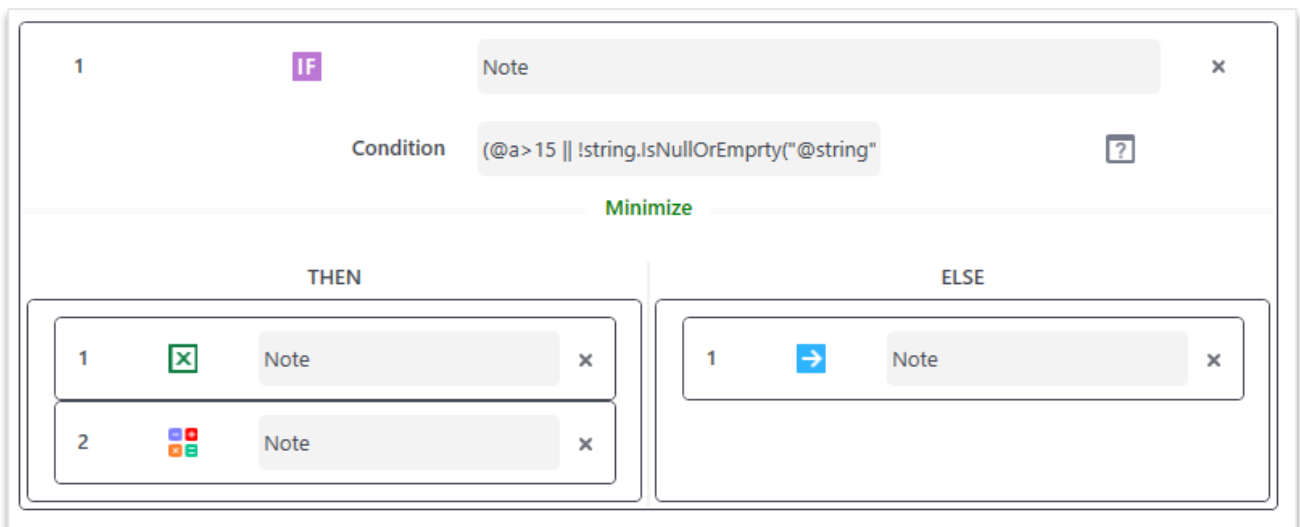 1 IF Note ×
Condition (@a>15 || !string.IsNullOrEmprty("@string" ?
Minimize
THEN ELSE
1 Note × 1 Note ×
2 Note ×